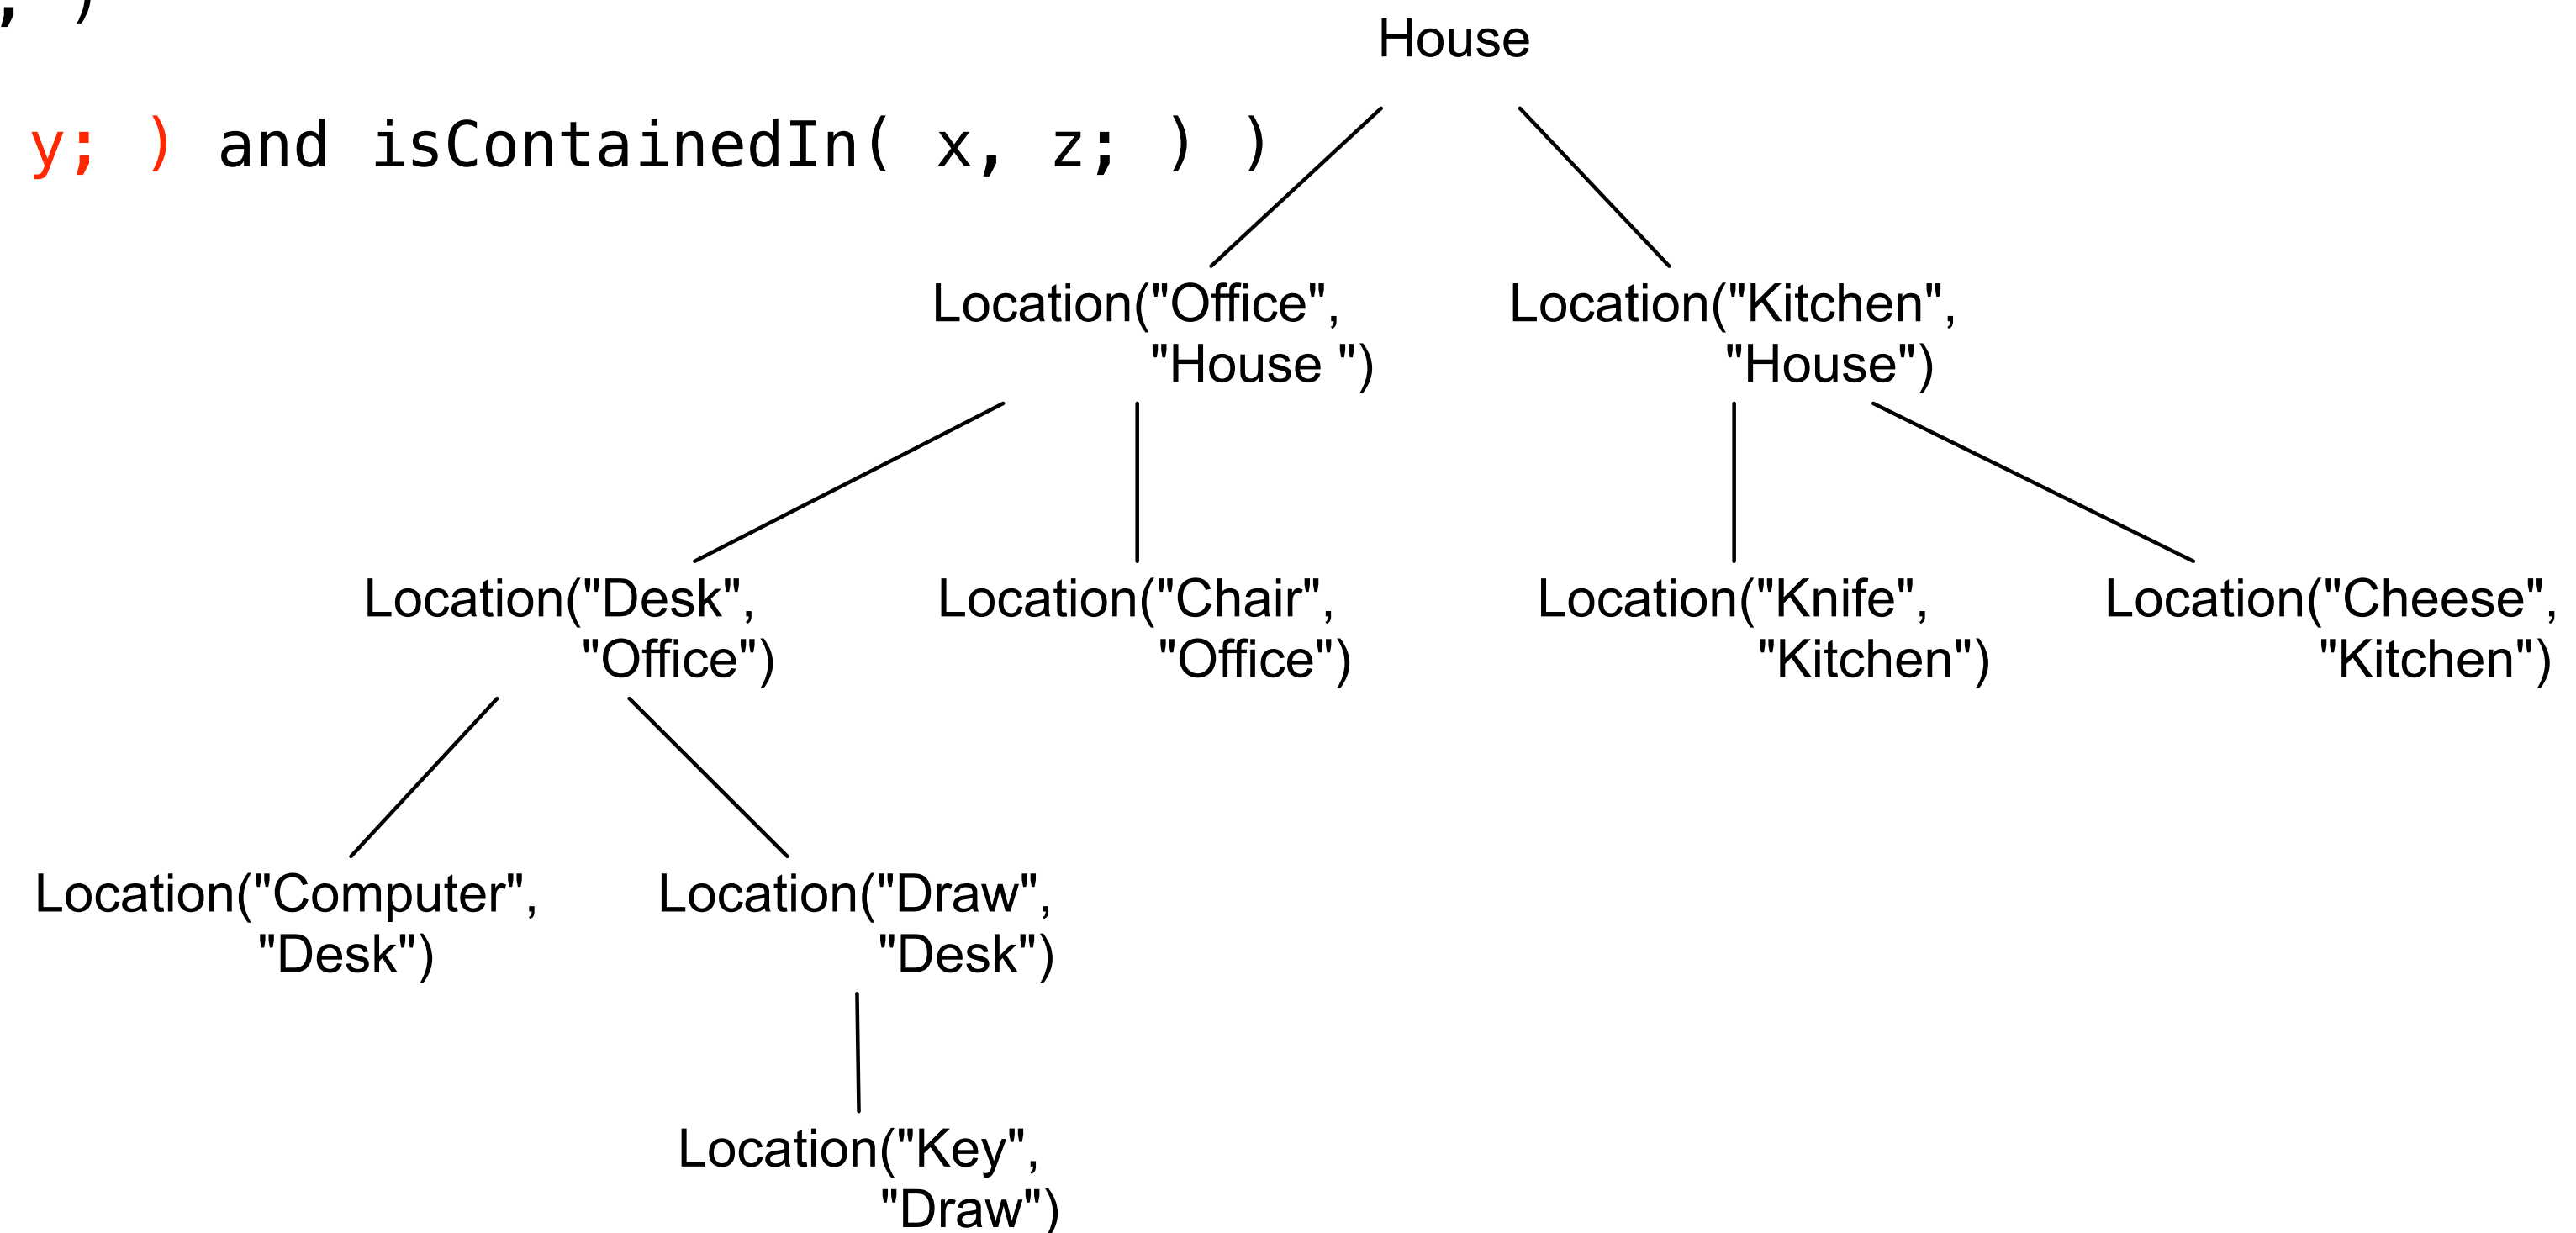 , )
House
y; ) and isContainedIn( x, z; ) )
Location("Office",
"House ")
Location("Kitchen",
"House")
Location("Desk",
"Office")
Location("Chair",
"Office")
Location("Knife",
"Kitchen")
Location("Cheese",
"Kitchen")
Location("Computer",
"Desk")
Location("Draw",
"Desk")
Location("Key",
"Draw")